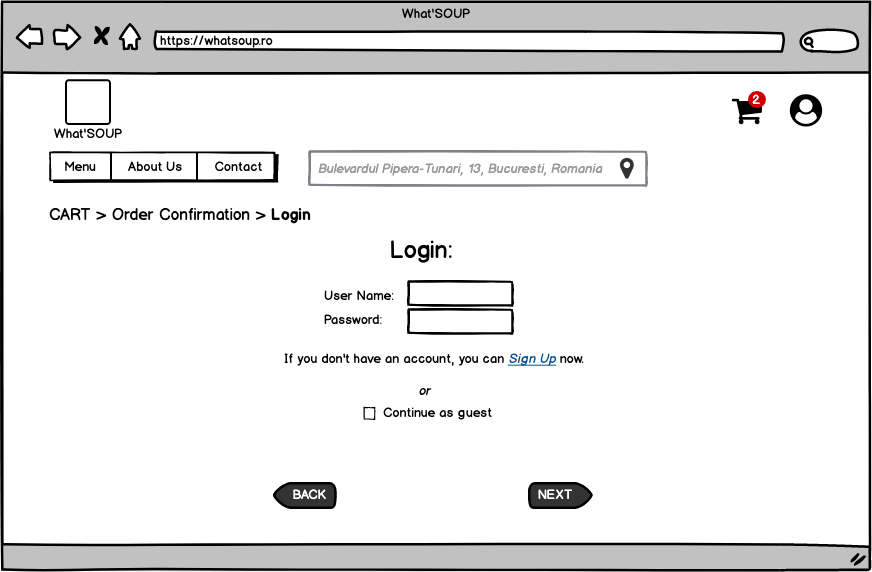 What'SOUP
https://whatsoup.ro
2
What'SOUP
Menu About Us Contact
Bulevardul Pipera-Tunari, 13, Bucuresti, Romania
CART > Order Confirmation > Login
Login:
User Name:
Password:
If you don't have an account, you can Sign Up now.
or
Continue as guest
BACK NEXT